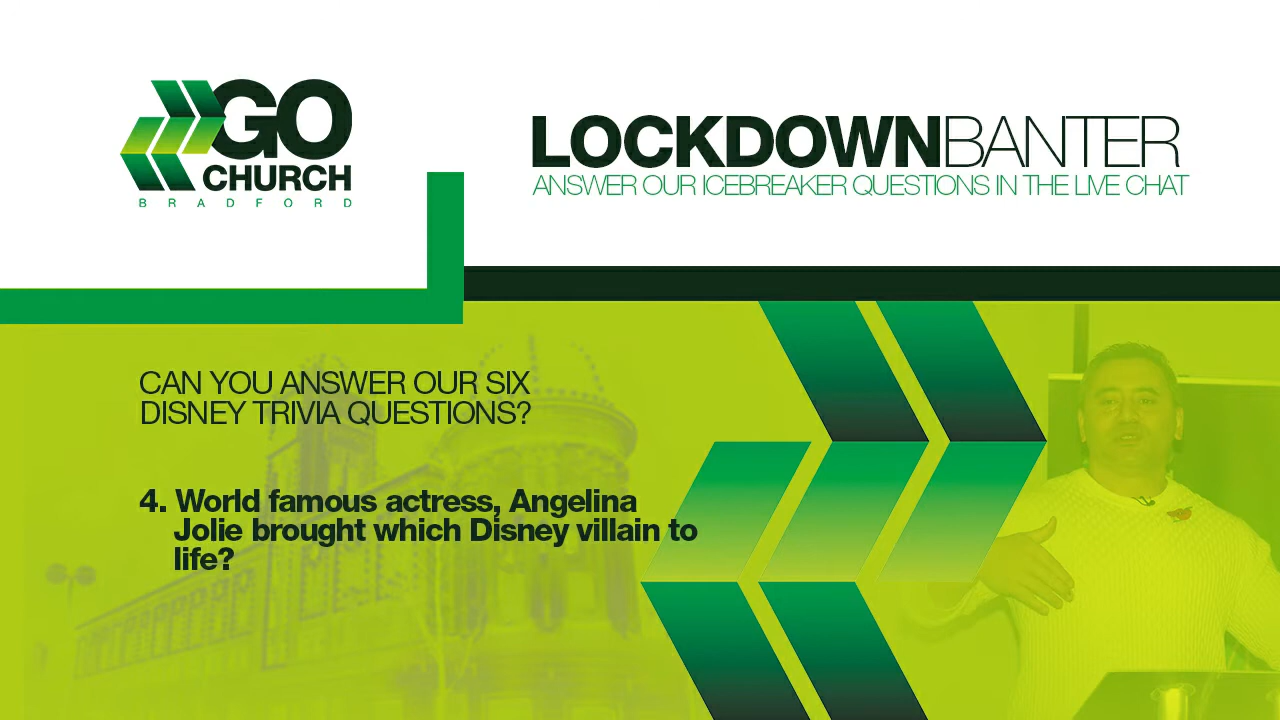 GO
CHURCH
BRADFORD
LOCKDOWNBANTER
ANSWER OUR ICEBREAKER QUESTIONS IN THE LIVE CHAT
CAN YOU ANSWER OUR SIX
DISNEY TRIVIA QUESTIONS?
4. World famous actress, Angelina
Jolie brought which Disney villain to
life?